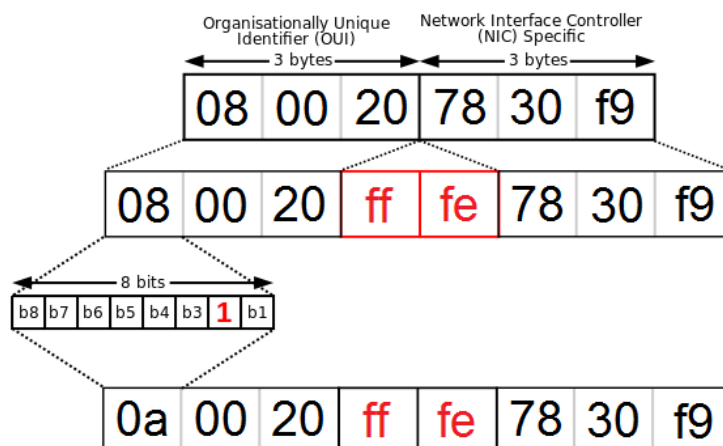 Organisationally Unique Identifier (OUI)
Network Interface Controller (NIC) Specific
3 bytes 3 bytes
08 00 20 78 30 f9
08 00 20 ff fe 78 30 f9
8 bits
b8 b7 b6 b5 b4 b3 1 b1
0a 00 20 ff fe 78 30 f9